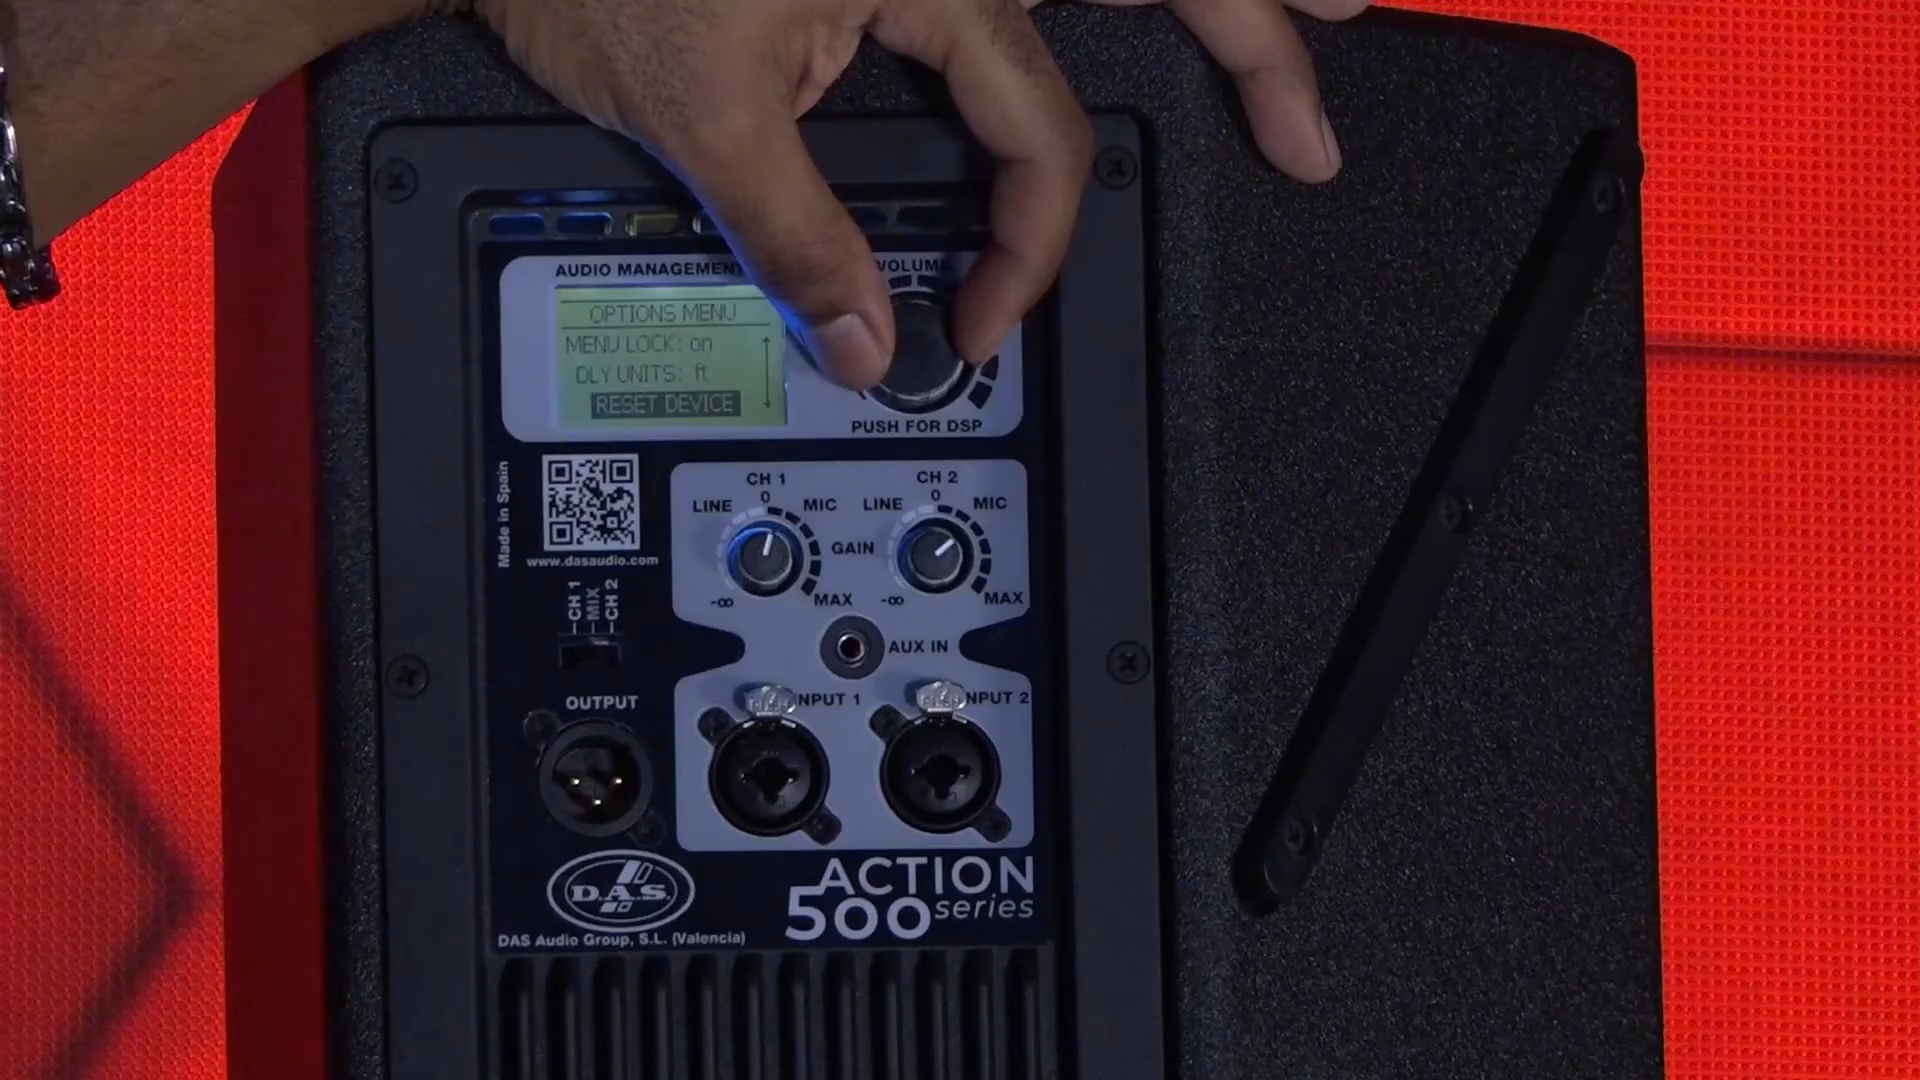 AUDIO MANAGEMENT
VOLUME
OPTIONS MENU
MENU LOCK: on
DLY UNITS: ft
RESET DEVICE
PUSH FOR DSP
Made in Spain
www.dasaudio.com
CH 1
CH 2
LINE 0 MIC
LINE 0 MIC
GAIN
-∞ MAX
-∞ MAX
CH 1
MIX
CH 2
AUX IN
OUTPUT
INPUT 1
INPUT 2
D.A.S.
DAS Audio Group, S.L. (Valencia)
ACTION
500 series